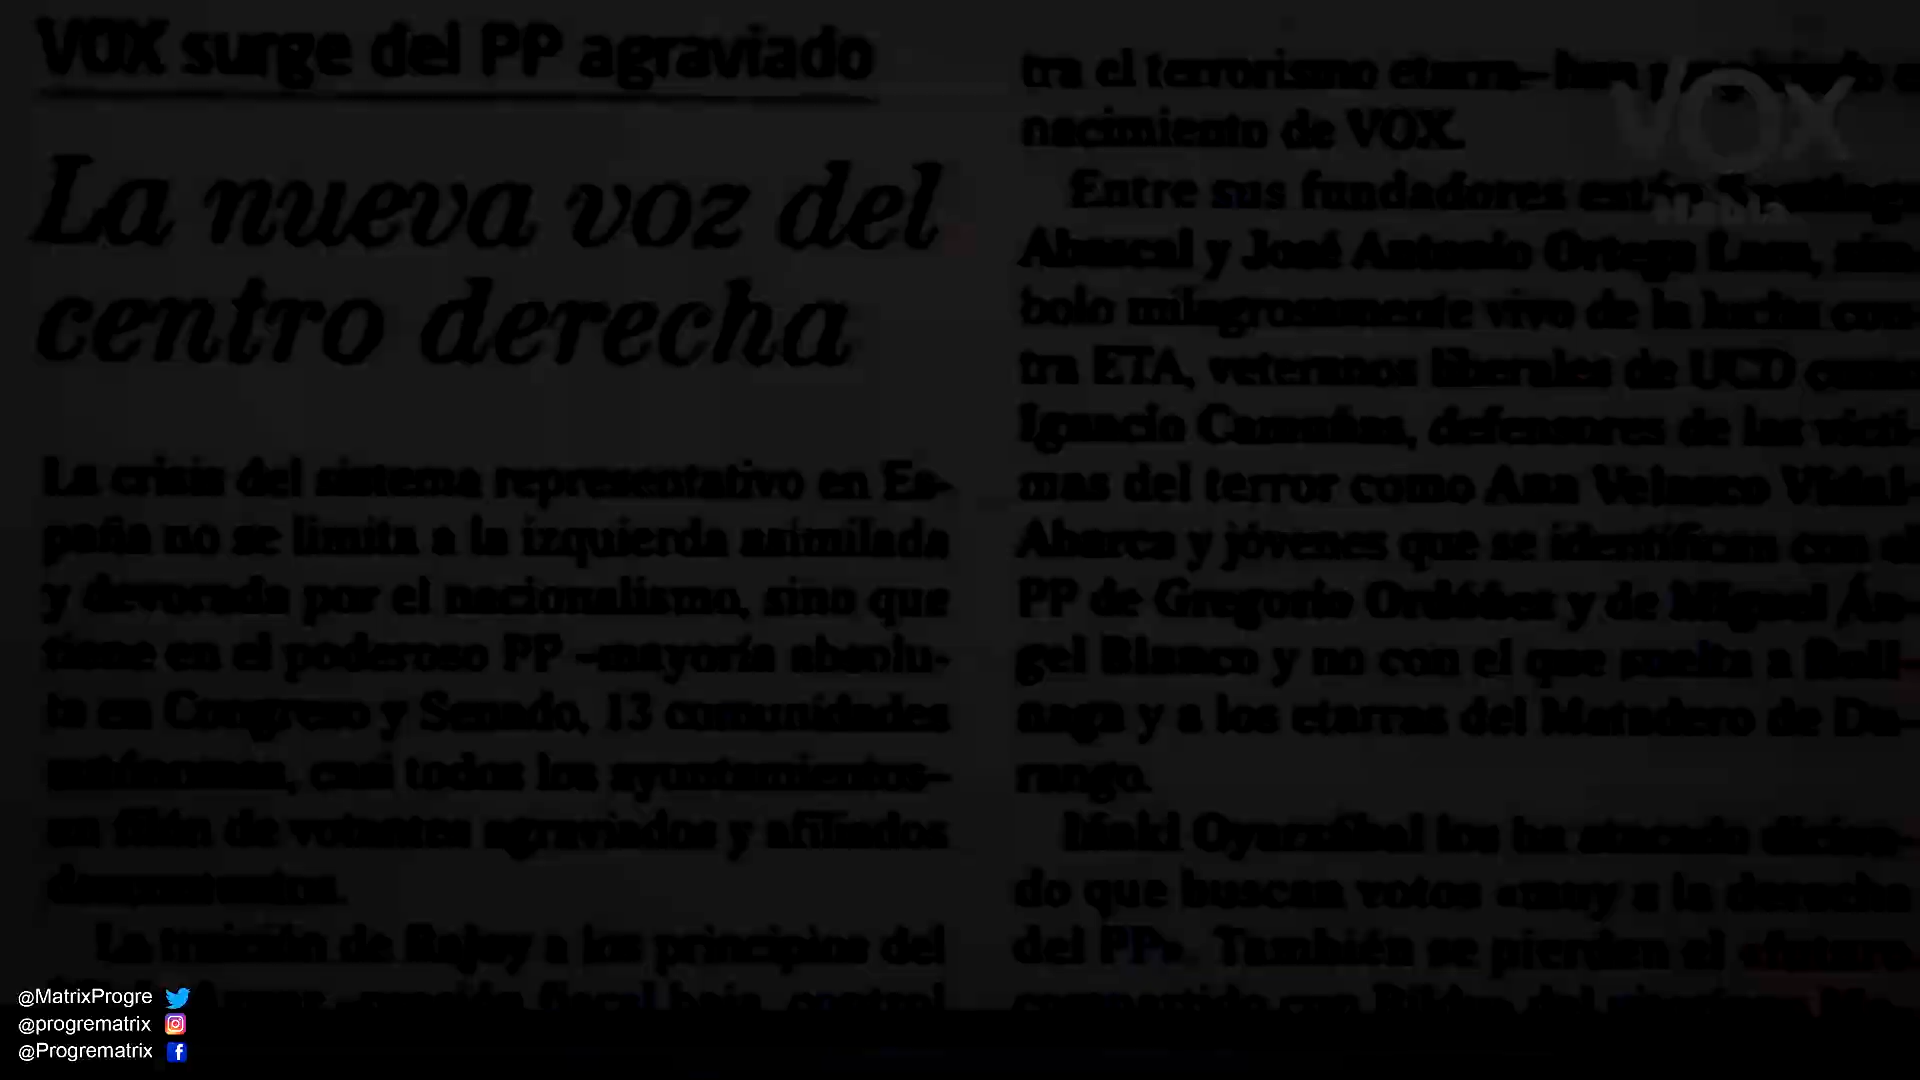 VOX surge del PP agraviado
La nueva voz del
centro derecha
La crisis del sistema representativo en Es-
paña no se limita a la izquierda asimilada
y devorada por el nacionalismo, sino que
tiene en el poderoso PP –mayoría absolu-
ta en Congreso y Senado, 13 comunidades
autónomas, casi todos los ayuntamientos–
un filón de votantes agraviados y afiliados
descontentos.
La traición de Rajoy a los principios del
tra el terrorismo etarra– han
nacimiento de VOX.
Entre sus fundadores están Santiago
Abascal y José Antonio Ortega Lara, sím-
bolo milagrosamente vivo de la lucha con-
tra ETA, veteranos liberales de UCD como
Ignacio Camuñas, defensores de las vícti-
mas del terror como Ana Velasco Vidal-
Abarca y jóvenes que se identifican con el
PP de Gregorio Ordóñez y de Miguel Án-
gel Blanco y no con el que suelta a Boli-
naga y a los etarras del Matadero de Du-
rango.
Iñaki Oyarzábal los ha atacado dicien-
do que buscan votos «muy a la derecha
del PP». También se pierden el
VOX
Habla
@MatrixProgre
@progrematrix
@Progrematrix